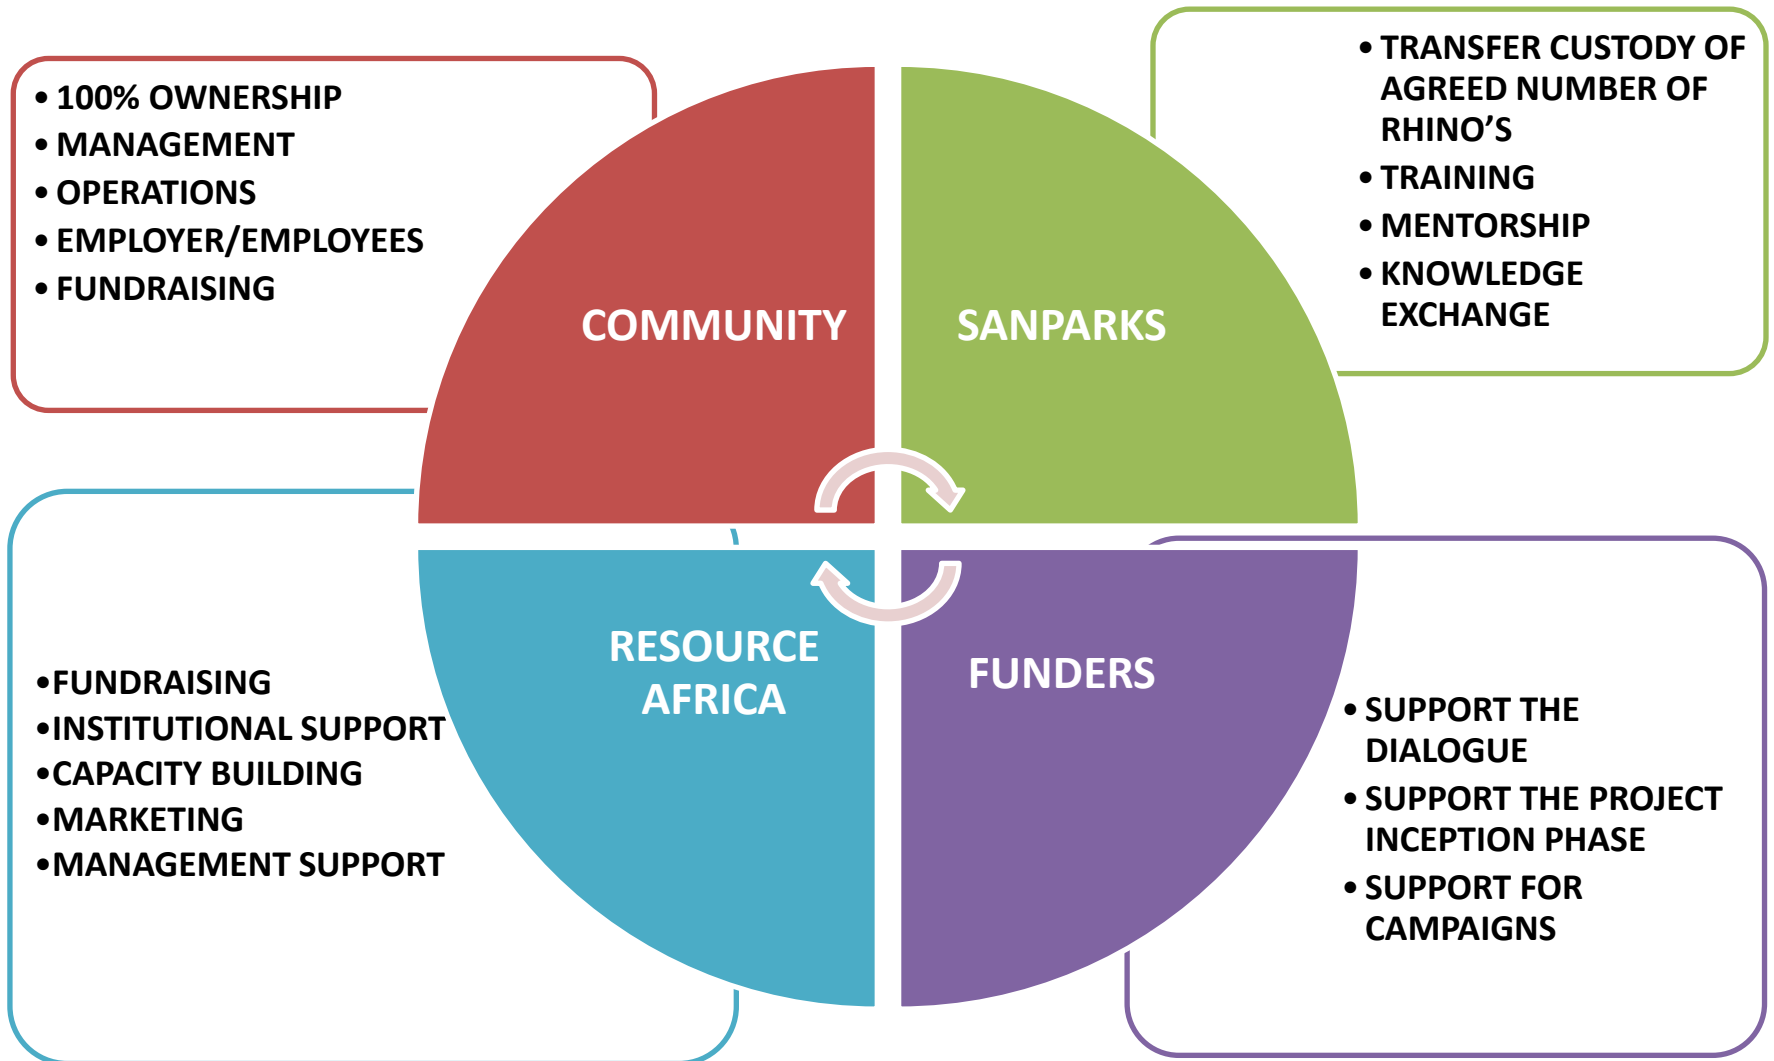 • 100% OWNERSHIP
• MANAGEMENT
• OPERATIONS
• EMPLOYER/EMPLOYEES
• FUNDRAISING
COMMUNITY
• TRANSFER CUSTODY OF
AGREED NUMBER OF
RHINO’S
• TRAINING
• MENTORSHIP
• KNOWLEDGE
EXCHANGE
SANPARKS
•FUNDRAISING
•INSTITUTIONAL SUPPORT
•CAPACITY BUILDING
•MARKETING
•MANAGEMENT SUPPORT
RESOURCE
AFRICA
FUNDERS
• SUPPORT THE
DIALOGUE
• SUPPORT THE PROJECT
INCEPTION PHASE
• SUPPORT FOR
CAMPAIGNS